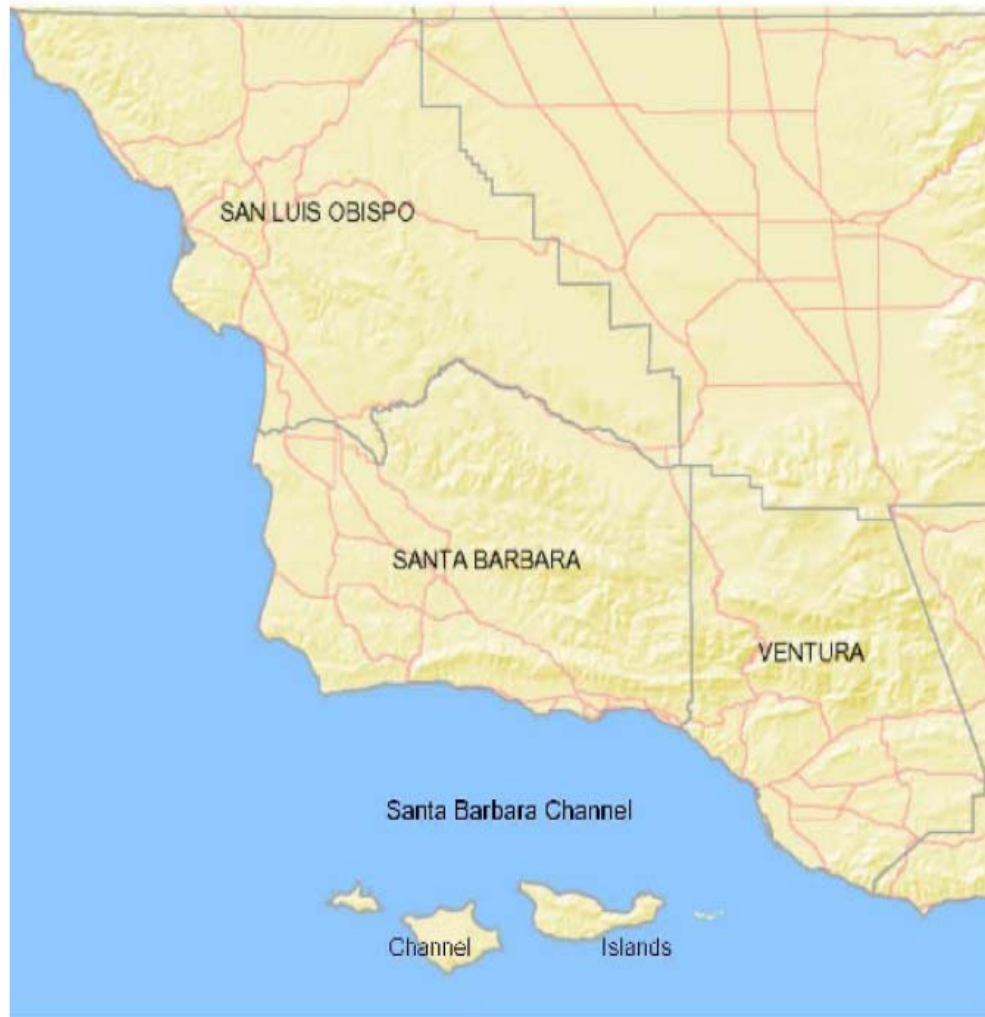 SAN LUIS OBISPO
SANTA BARBARA
VENTURA
Santa Barbara Channel
Channel Islands